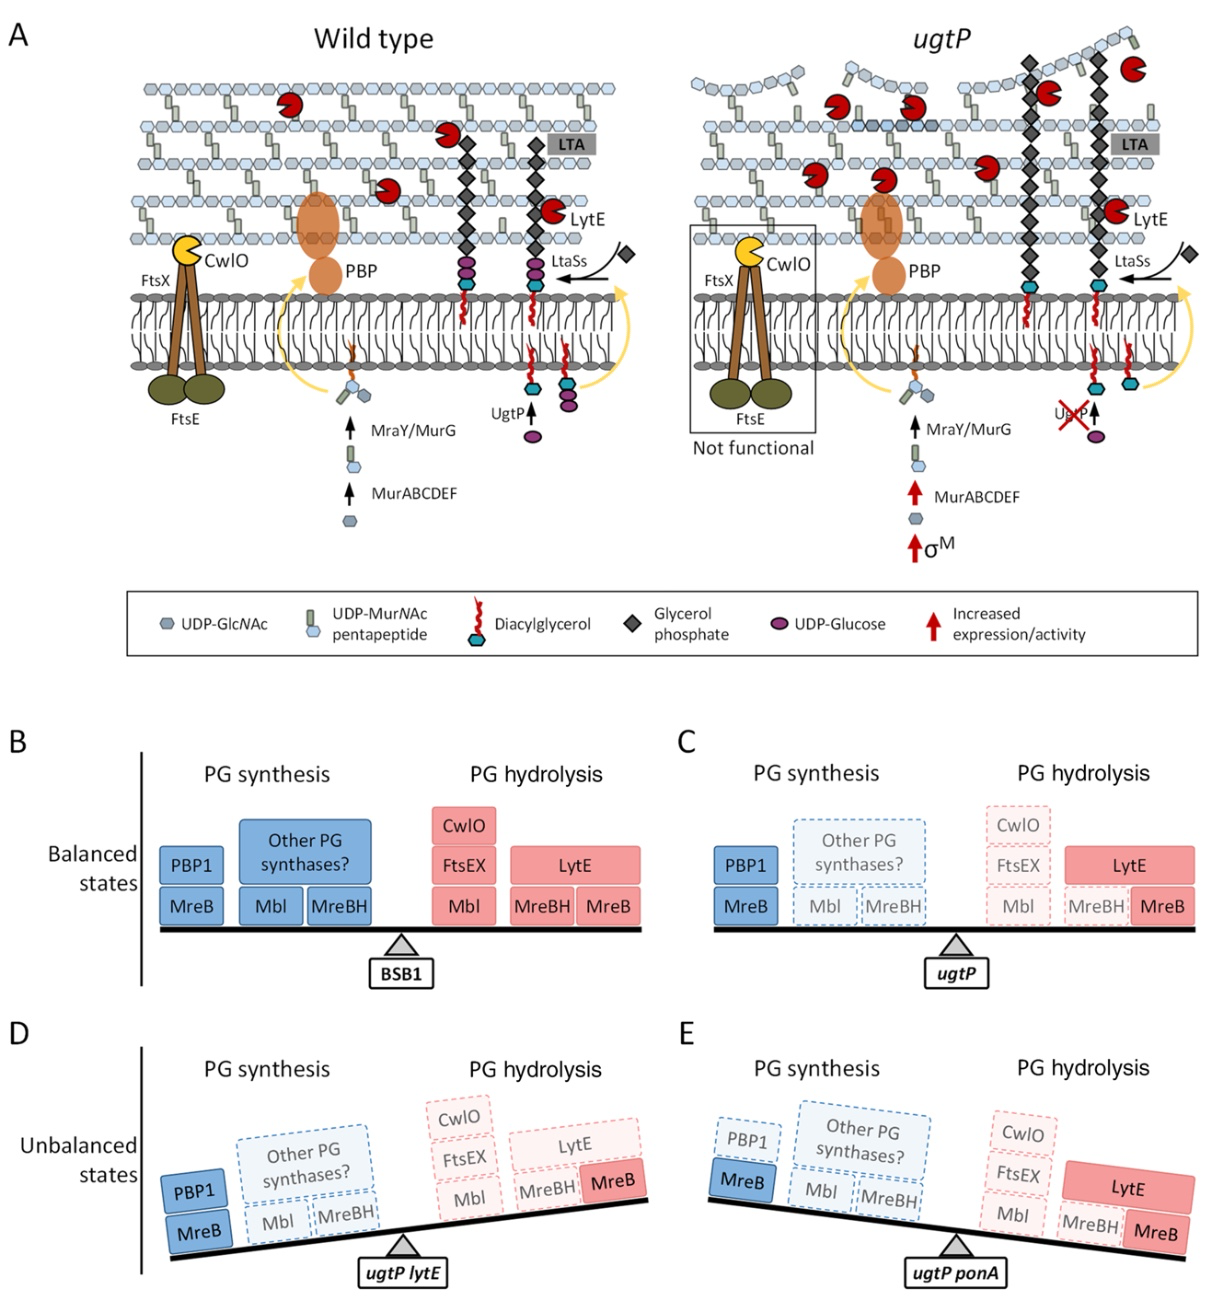 A
Wild type
ugtP
LTA
LTA
LytE
LytE
CwlO
FtsX
PBP
LtaSs
CwlO
FtsX
PBP
LtaSs
FtsE
UgtP
MraY/MurG
MurABCDEF
FtsE
Not functional
UgtP
MraY/MurG
MurABCDEF
σM
UDP-GlcNAc
UDP-MurNAc
pentapeptide
Diacylglycerol
Glycerol
phosphate
UDP-Glucose
Increased
expression/activity
B
Balanced
states
PG synthesis
PG hydrolysis
PBP1
MreB
Other PG
synthases?
Mbl
MreBH
CwlO
FtsEX
Mbl
LytE
MreBH
MreB
BSB1
C
PG synthesis
PG hydrolysis
PBP1
MreB
Other PG
synthases?
Mbl
MreBH
CwlO
FtsEX
Mbl
LytE
MreBH
MreB
ugtP
D
Unbalanced
states
PG synthesis
PG hydrolysis
PBP1
MreB
Other PG
synthases?
Mbl
MreBH
CwlO
FtsEX
Mbl
LytE
MreBH
MreB
ugtP lytE
E
PG synthesis
PG hydrolysis
PBP1
MreB
Other PG
synthases?
Mbl
MreBH
CwlO
FtsEX
Mbl
LytE
MreBH
MreB
ugtP ponA